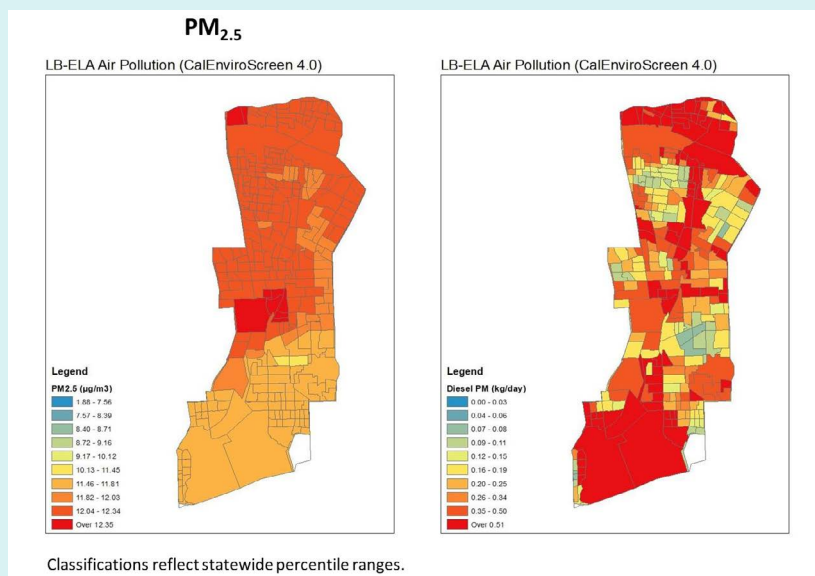 PM2.5
LB-ELA Air Pollution (CalEnviroScreen 4.0)
Legend
PM2.5 (µg/m3)
1.88 - 7.56
7.57 - 8.39
8.40 - 8.71
8.72 - 9.16
9.17 - 10.12
10.13 - 11.45
11.46 - 11.81
11.82 - 12.03
12.04 - 12.34
Over 12.35
LB-ELA Air Pollution (CalEnviroScreen 4.0)
Legend
Diesel PM (kg/day)
0.00 - 0.03
0.04 - 0.06
0.07 - 0.08
0.09 - 0.11
0.12 - 0.15
0.16 - 0.19
0.20 - 0.25
0.26 - 0.34
0.35 - 0.50
Over 0.51
Classifications reflect statewide percentile ranges.